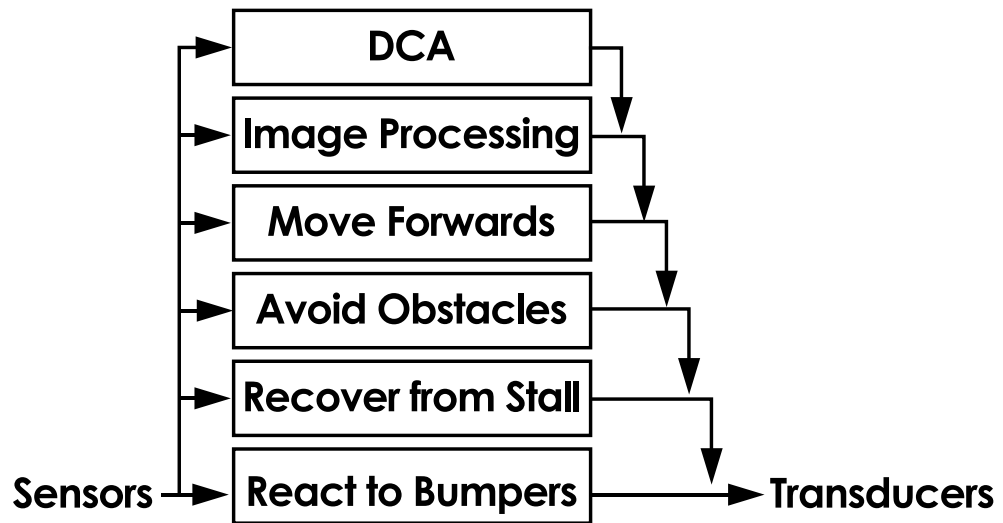 DCA
Image Processing
Move Forwards
Avoid Obstacles
Recover from Stall
Sensors
React to Bumpers
Transducers